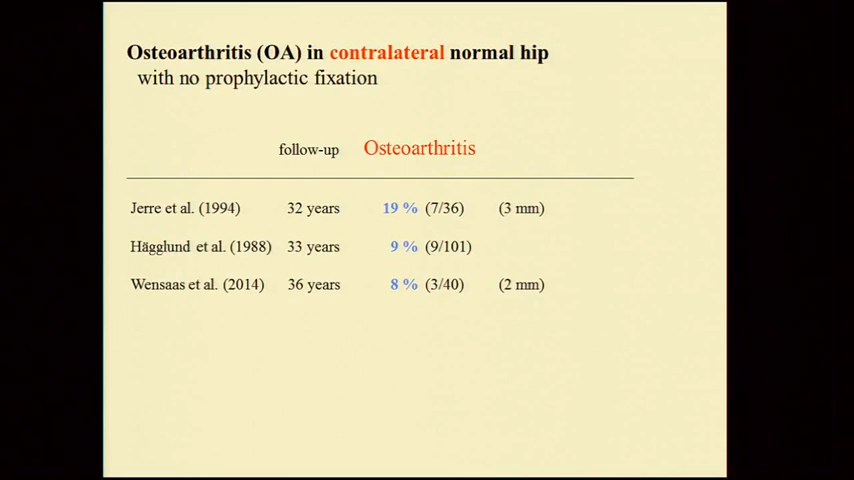 Osteoarthritis (OA) in contralateral normal hip
with no prophylactic fixation
follow-up Osteoarthritis
Jerre et al. (1994) 32 years 19 % (7/36) (3 mm)
Hägglund et al. (1988) 33 years 9 % (9/101)
Wensaas et al. (2014) 36 years 8 % (3/40) (2 mm)